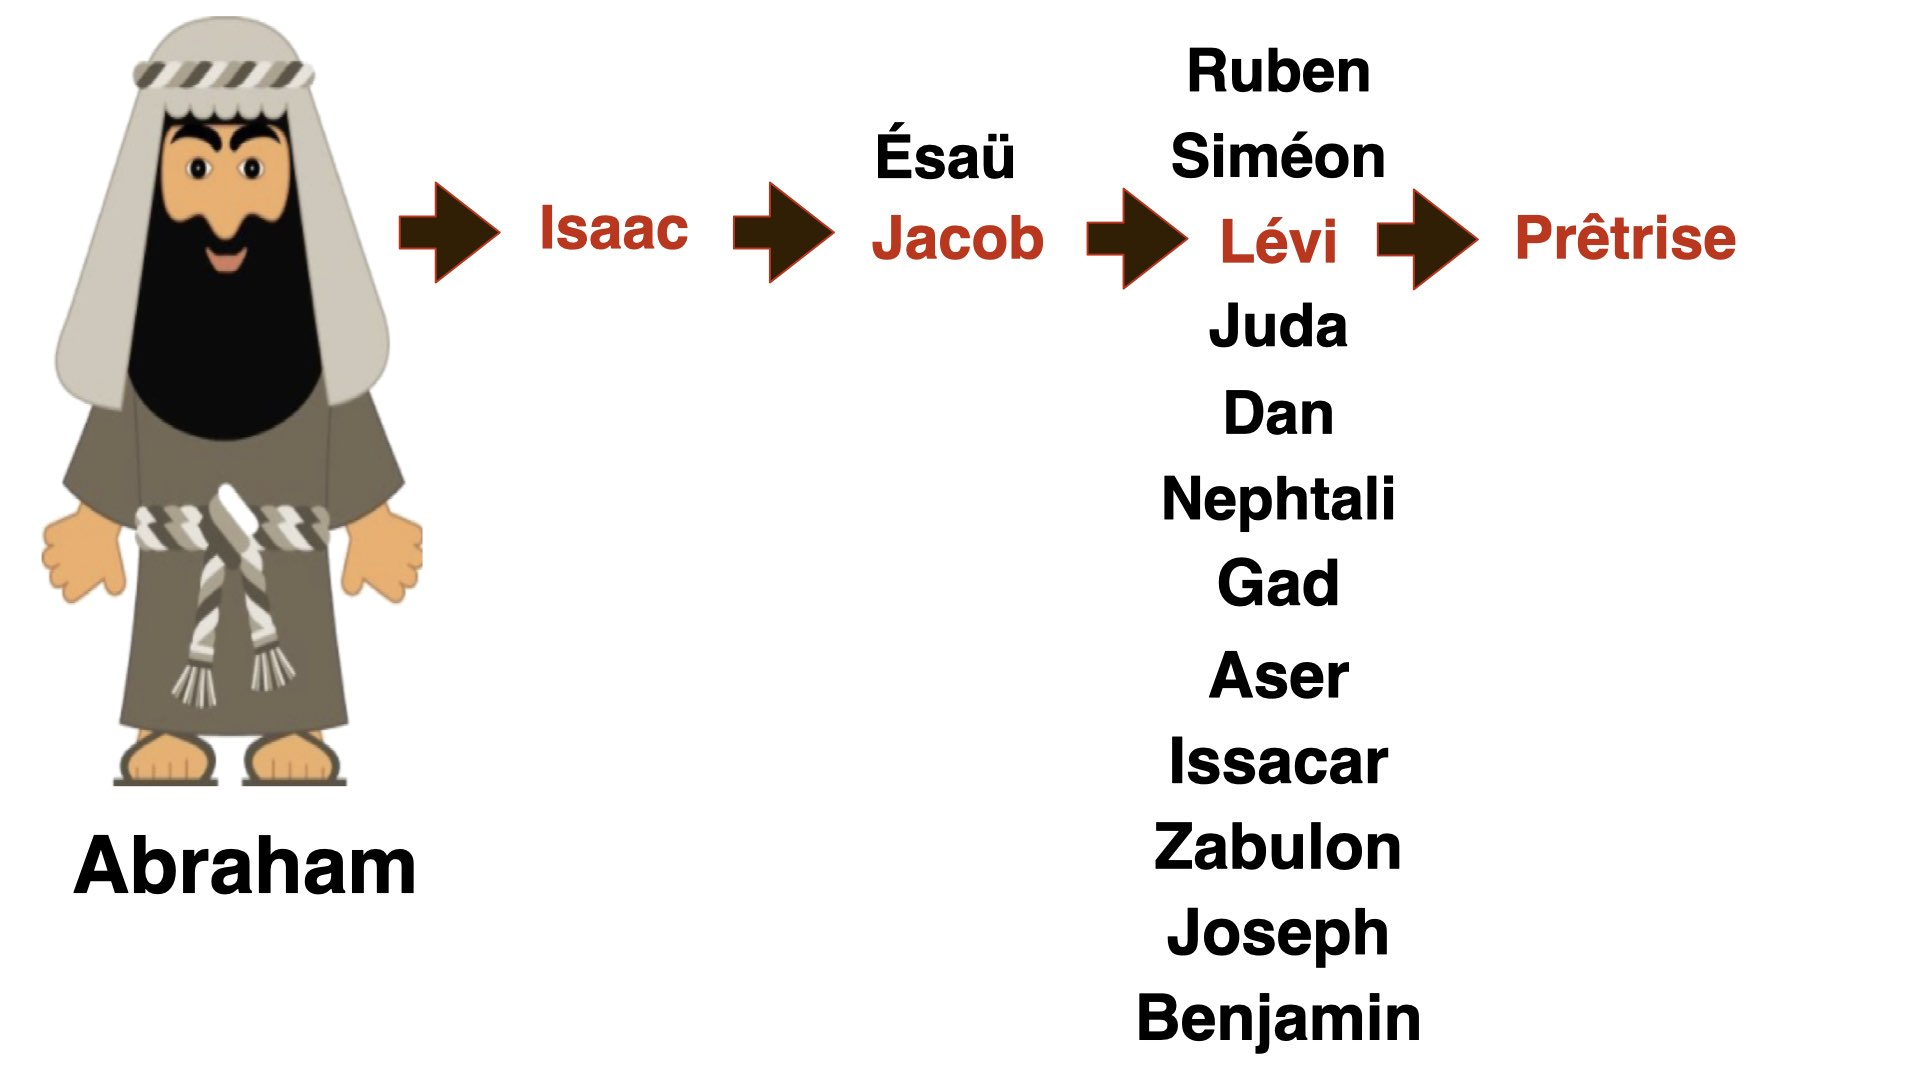 Abraham
Isaac
Ésaü
Jacob
Ruben
Siméon
Lévi
Juda
Dan
Nephtali
Gad
Aser
Issacar
Zabulon
Joseph
Benjamin
Prêtrise